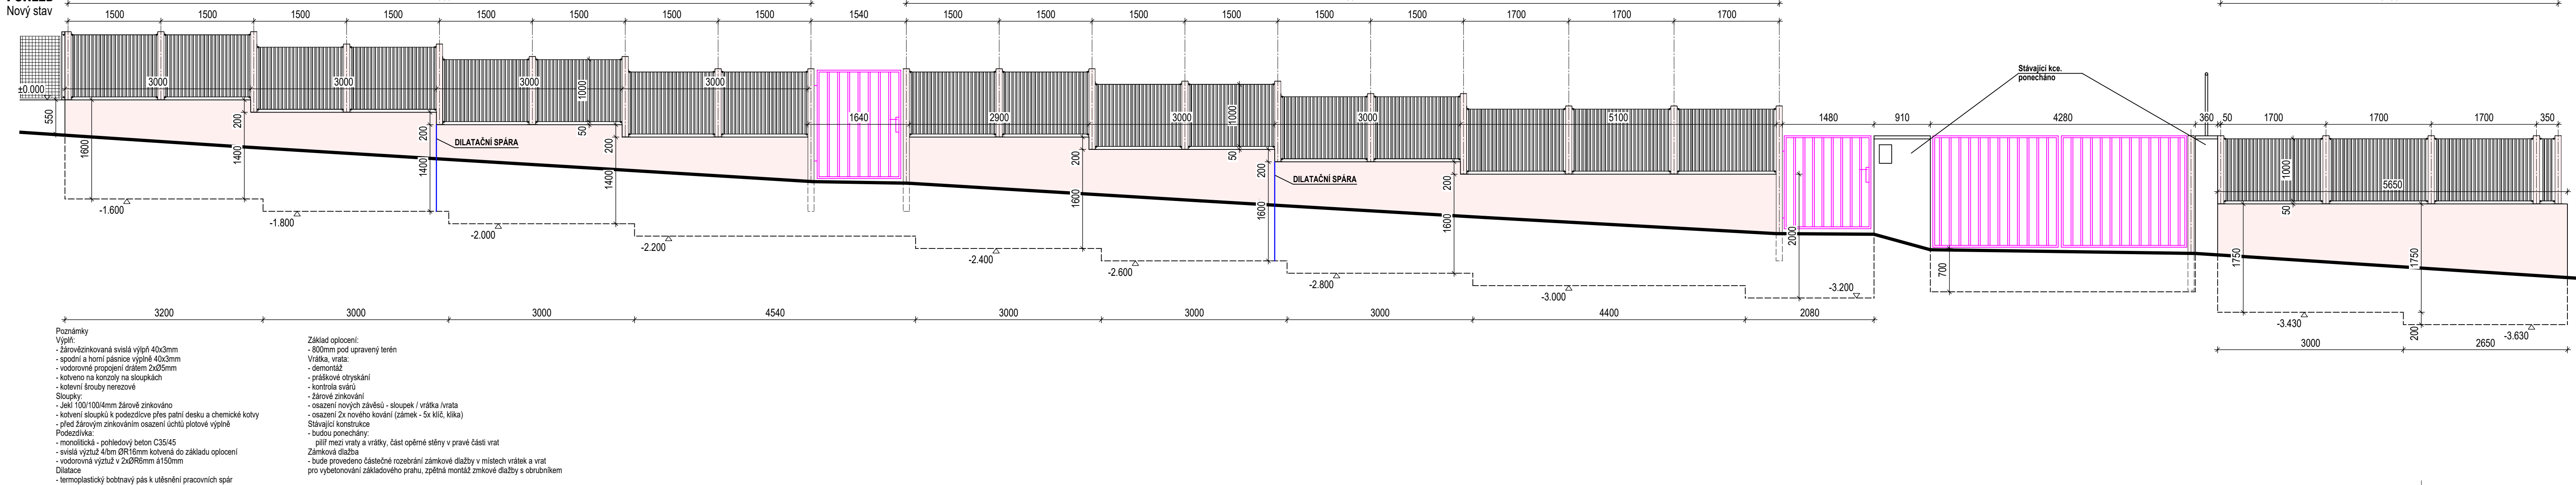 Nový stav
1500 1500 1500 1500 1500 1500 1500 1500 1540 1500 1500 1500 1500 1500 1500 1700 1700 1700
±0.000
3000 3000 3000 3000 1640 2900 3000 3000 5100 1480 910 4280 360 50 1700 1700 1700 350
Stávající kce.
ponecháno
1000 1000 1000
5650
550 1600 200 1400 200 1400 50 200 1400 200 1600 50 200 1600 200 1600 2000 700 50 1750 1750 200
DILATAČNÍ SPÁRA
DILATAČNÍ SPÁRA
-1.600
-1.800
-2.000
-2.200
-2.400
-2.600
-2.800
-3.000
-3.200
-3.430
-3.630
3200 3000 3000 4540 3000 3000 3000 4400 2080 3000 2650
Poznámky
Výplň:
- žárovězinkovaná svislá výlpň 40x3mm
- spodní a horní pásnice výplně 40x3mm
- vodorovné propojení drátem 2xØ5mm
- kotveno na konzoly na sloupkách
- kotevní šrouby nerezové
Sloupky:
- Jekl 100/100/4mm žárově zinkováno
- kotvení sloupků k podezdícve přes patní desku a chemické kotvy
- před žárovým zinkováním osazení úchtů plotové výplně
Podezdívka:
- monolitická - pohledový beton C35/45
- svislá výztuž 4/bm ØR16mm kotvená do základu oplocení
- vodorovná výztuž v 2xØR6mm á150mm
Dilatace
- termoplastický bobtnavý pás k utěsnění pracovních spár
Základ oplocení:
- 800mm pod upravený terén
Vrátka, vrata:
- demontáž
- práškové otryskání
- kontrola svárů
- žárové zinkování
- osazení nových závěsů - sloupek / vrátka /vrata
- osazení 2x nového kování (zámek - 5x klíč, klika)
Stávající konstrukce
- budou ponechány:
pilíř mezi vraty a vrátky, část opěrné stěny v pravé části vrat
Zámková dlažba
- bude provedeno částečné rozebrání zámkové dlažby v místech vrátek a vrat
pro vybetonování základového prahu, zpětná montáž zmkové dlažby s obrubníkem